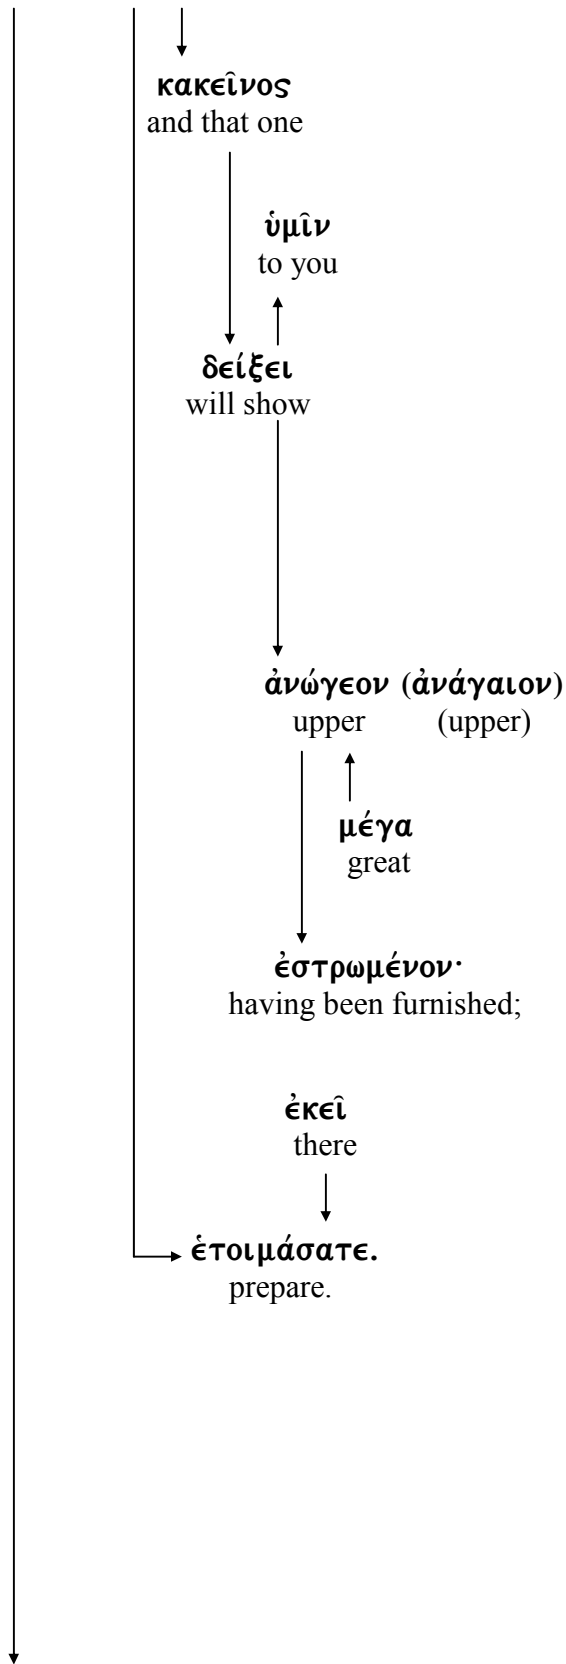 κακεῖνος
and that one
ὑμῖν
to you
δείξει
will show
ἀνώγεον (ἀνάγαιον)
upper (upper)
μέγα
great
ἐστρωμένον·
having been furnished;
ἐκεῖ
there
ἑτοιμάσατε.
prepare.